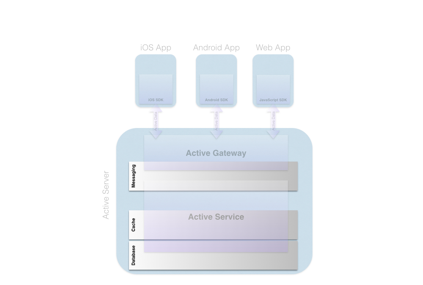 iOS App
Android App
Web App
iOS SDK
Android SDK
JavaScript SDK
Active Gateway
Messaging
Active Server
Active Service
Cache
Database